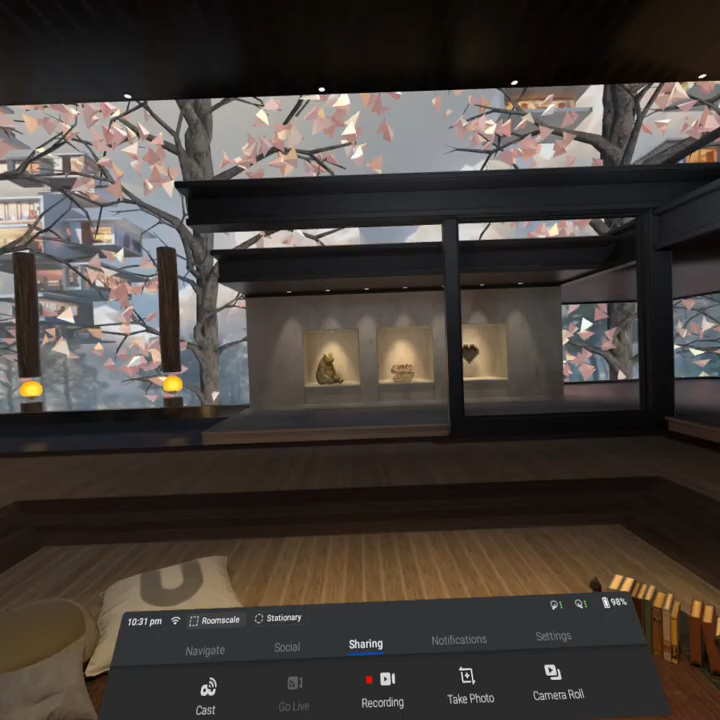 10:31 pm Roomscale Stationary 98%
Navigate Social Sharing Notifications Settings
Cast Go Live Recording Take Photo Camera Roll